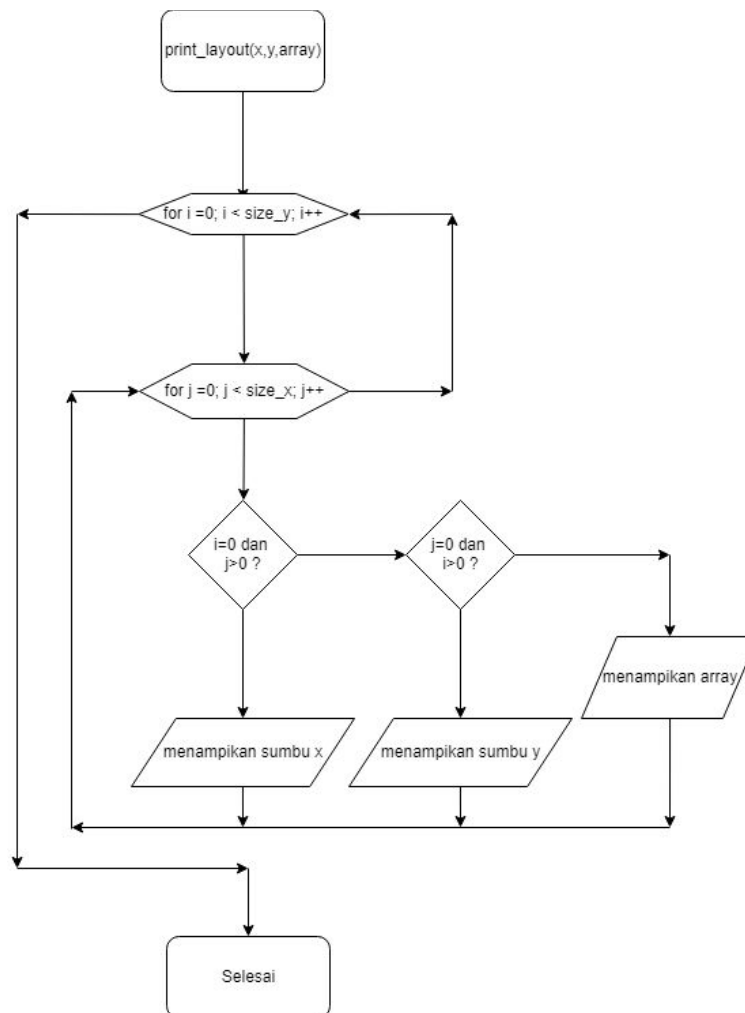 print_layout(x,y,array)
for i =0; i < size_y; i++
for j =0; j < size_x; j++
i=0 dan
j>0 ?
j=0 dan
i>0 ?
menampikan array
menampikan sumbu x
menampikan sumbu y
Selesai